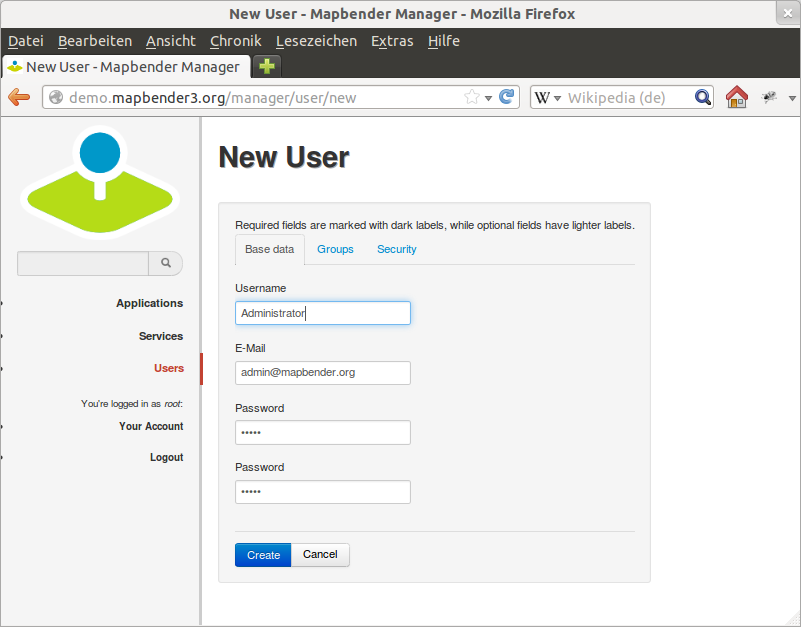 New User - Mapbender Manager - Mozilla Firefox
Datei Bearbeiten Ansicht Chronik Lesezeichen Extras Hilfe
New User - Mapbender Manager
demo.mapbender3.org/manager/user/new
W Wikipedia (de)
New User
Required fields are marked with dark labels, while optional fields have lighter labels.
Base data Groups Security
Username
Administrator
E-Mail
admin@mapbender.org
Password
•••••
Password
•••••
Create Cancel
Applications
Services
Users
You're logged in as root:
Your Account
Logout